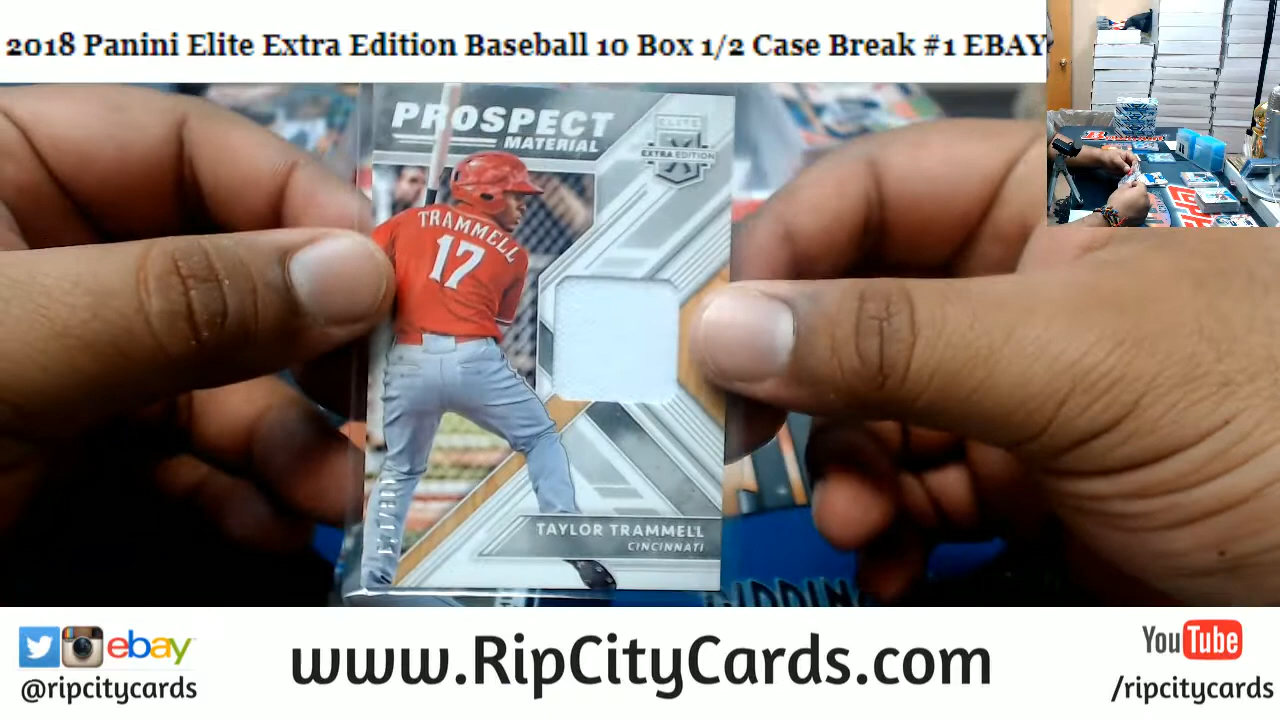 2018 Panini Elite Extra Edition Baseball 10 Box 1/2 Case Break #1 EBAY
PROSPECT
MATERIAL
ELITE
X
EXTRA EDITION
TRAMMELL
17
TAYLOR TRAMMELL
CINCINNATI
ebay
@ripcitycards
www.RipCityCards.com
YouTube
/ripcitycards